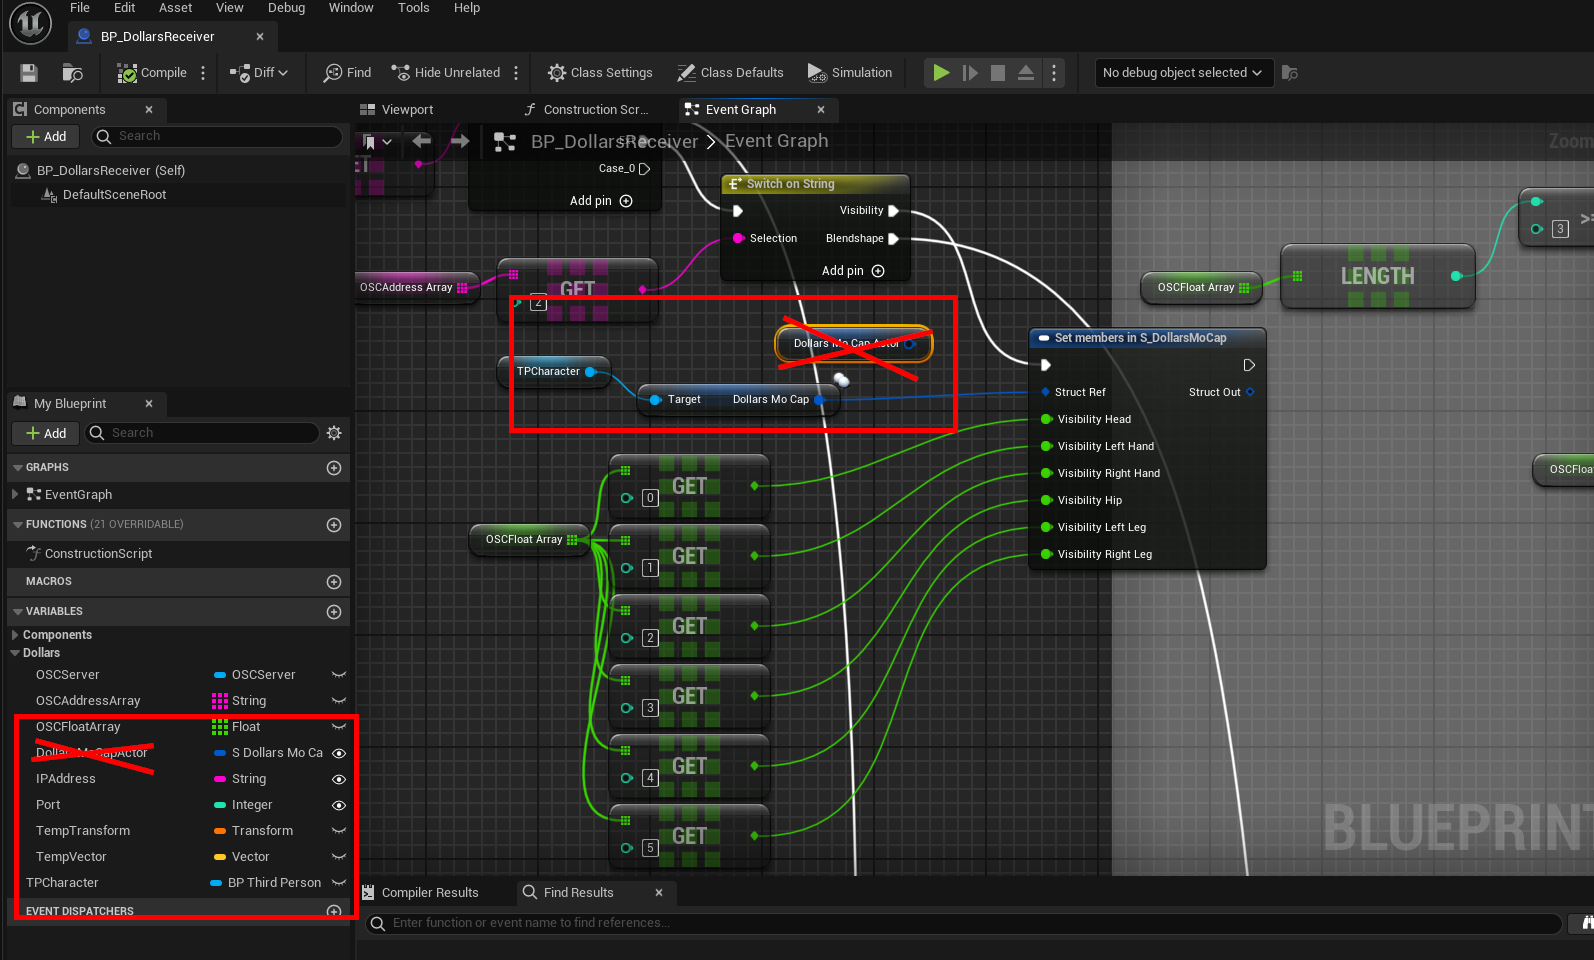 File Edit Asset View Debug Window Tools Help
BP_DollarsReceiver
Compile Diff Find Hide Unrelated Class Settings Class Defaults Simulation No debug object selected
Components
Viewport Construction Scr... Event Graph
Add Search
BP_DollarsReceiver > Event Graph
Zoom
BP_DollarsReceiver (Self)
DefaultSceneRoot
Case_0
Add pin
Switch on String
Visibility
Selection Blendshape
Add pin
OSCAddress Array
GET
2
OSCFloat Array
LENGTH
3
Dollars Mo Cap Actor
TPCharacter
Target Dollars Mo Cap
Set members in S_DollarsMoCap
Struct Ref Struct Out
Visibility Head
Visibility Left Hand
Visibility Right Hand
Visibility Hip
Visibility Left Leg
Visibility Right Leg
OSCFloat Array
GET
0
GET
1
GET
2
GET
3
GET
4
GET
5
BLUEPRINT
My Blueprint
Add Search
GRAPHS
EventGraph
FUNCTIONS (21 OVERRIDABLE)
ConstructionScript
MACROS
VARIABLES
Components
Dollars
OSCServer OSCServer
OSCAddressArray String
OSCFloatArray Float
DollarsMoCapActor S Dollars Mo Ca
IPAddress String
Port Integer
TempTransform Transform
TempVector Vector
TPCharacter BP Third Person
EVENT DISPATCHERS
Compiler Results Find Results
Enter function or event name to find references...